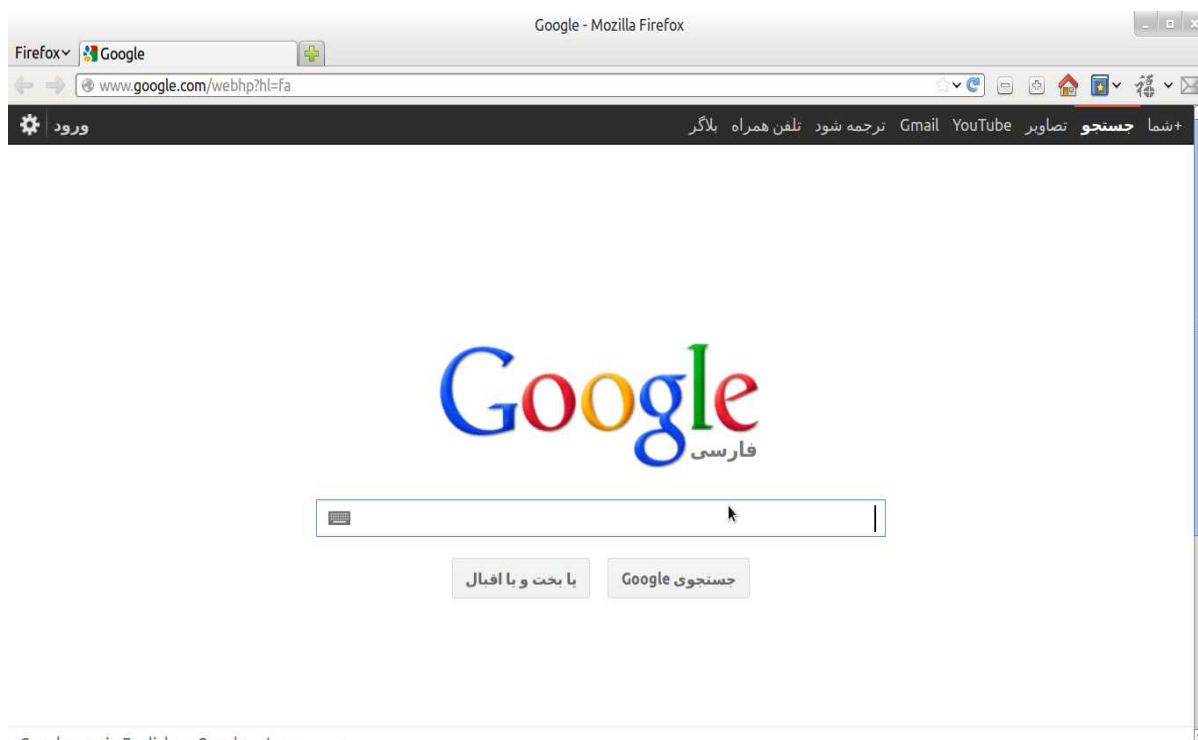 Google - Mozilla Firefox
Firefox Google
www.google.com/webhp?hl=fa
+شما جستجو تصاویر Gmail YouTube ترجمه شود تلفن همراه بلاگر ورود
Google
فارسی
جستجوی Google با بخت و با اقبال